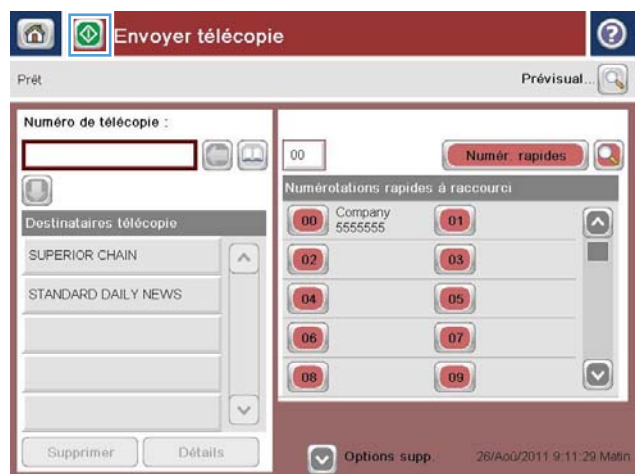 Envoyer télécopie
Prêt
Prévisual...
Numéro de télécopie :
00
Numér. rapides
Destinataires télécopie
SUPERIOR CHAIN
STANDARD DAILY NEWS
Numérotations rapides à raccourci
00 Company 5555555
01
02
03
04
05
06
07
08
09
Supprimer
Détails
Options supp.
26/Aoû/2011 9:11:29 Matin